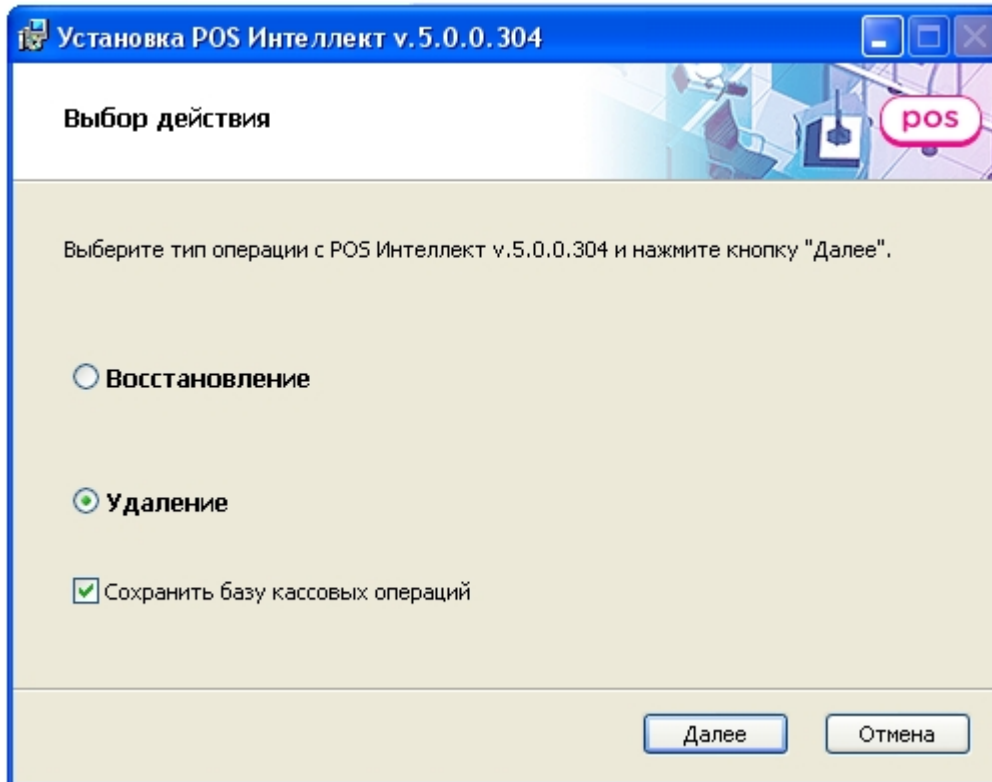 Установка POS Интеллект v.5.0.0.304
Выбор действия
pos
Выберите тип операции с POS Интеллект v.5.0.0.304 и нажмите кнопку "Далее".
Восстановление
Удаление
Сохранить базу кассовых операций
Далее
Отмена